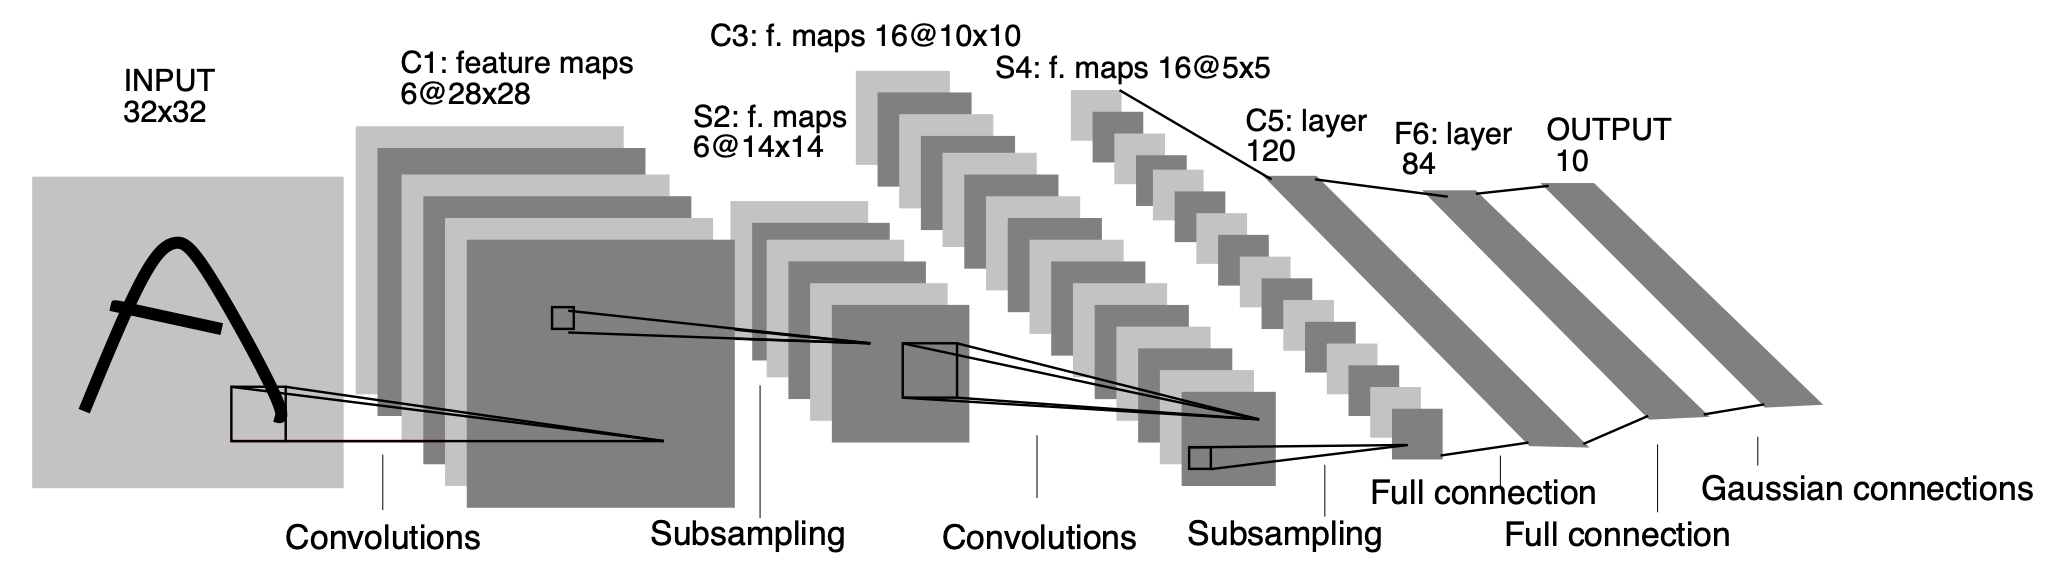 INPUT
32x32
C1: feature maps
6@28x28
S2: f. maps
6@14x14
C3: f. maps 16@10x10
S4: f. maps 16@5x5
C5: layer
120
F6: layer
84
OUTPUT
10
Convolutions
Subsampling
Convolutions
Subsampling
Full connection
Full connection
Gaussian connections